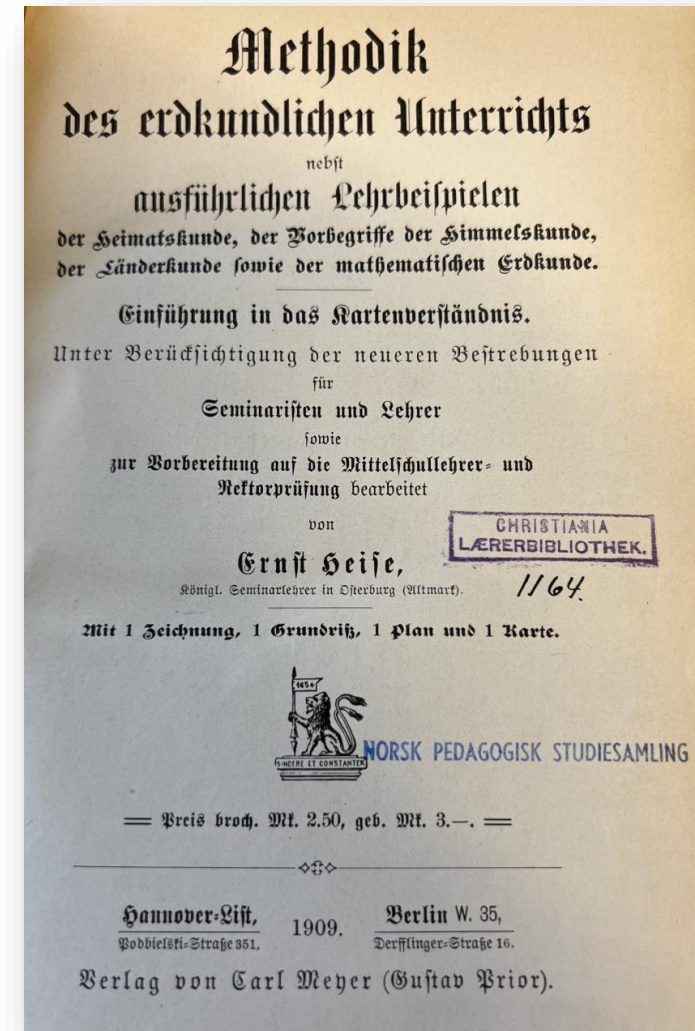 Methodik
des erdkundlichen Unterrichts
nebſt
ausführlichen Lehrbeiſpielen
der Heimatskunde, der Vorbegriffe der Himmelskunde,
der Länderkunde ſowie der mathematiſchen Erdkunde.
Einführung in das Kartenverſtändnis.
Unter Berückſichtigung der neueren Beſtrebungen
für
Seminariſten und Lehrer
ſowie
zur Vorbereitung auf die Mittelſchullehrer- und
Rektorprüfung bearbeitet
von
Ernſt Heiſe,
Königl. Seminarlehrer in Oſterburg (Altmark).
CHRISTIANIA
LÆRERBIBLIOTHEK.
1164.
Mit 1 Zeichnung, 1 Grundriß, 1 Plan und 1 Karte.
SINCERE ET CONSTANTER
NORSK PEDAGOGISK STUDIESAMLING
Preis broch. Mk. 2.50, geb. Mk. 3.—.
Hannover-Liſt,
Podbielski-Straße 351,
1909.
Berlin W. 35,
Derfflinger-Straße 16.
Verlag von Carl Meyer (Guſtav Prior).